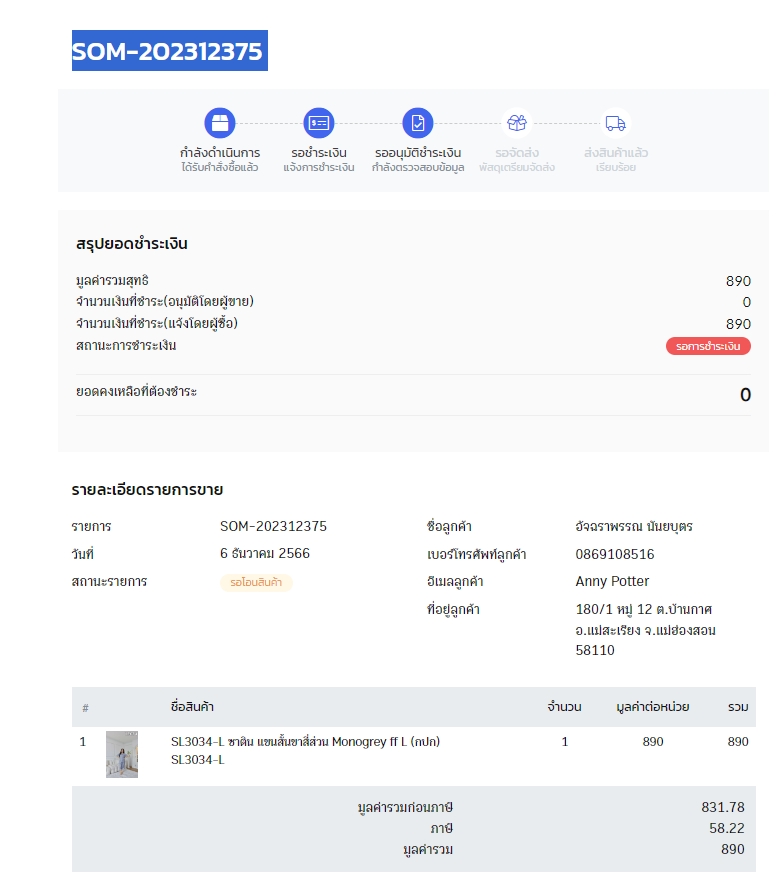 SOM-202312375
กำลังดำเนินการ
ได้รับคำสั่งซื้อแล้ว
รอชำระเงิน
แจ้งการชำระเงิน
รออนุมัติชำระเงิน
กำลังตรวจสอบข้อมูล
รอจัดส่ง
พัสดุเตรียมจัดส่ง
ส่งสินค้าแล้ว
เรียบร้อย
สรุปยอดชำระเงิน
มูลค่ารวมสุทธิ 890
จำนวนเงินที่ชำระ(อนุมัติโดยผู้ขาย) 0
จำนวนเงินที่ชำระ(แจ้งโดยผู้ซื้อ) 890
สถานะการชำระเงิน รอการชำระเงิน
ยอดคงเหลือที่ต้องชำระ 0
รายละเอียดรายการขาย
รายการ SOM-202312375
วันที่ 6 ธันวาคม 2566
สถานะรายการ รอโอนสินค้า
ชื่อลูกค้า อัจฉราพรรณ นันยบุตร
เบอร์โทรศัพท์ลูกค้า 0869108516
อีเมลลูกค้า Anny Potter
ที่อยู่ลูกค้า 180/1 หมู่ 12 ต.บ้านกาศ
อ.แม่สะเรียง จ.แม่ฮ่องสอน
58110
# ชื่อสินค้า จำนวน มูลค่าต่อหน่วย รวม
1 SL3034-L ซาติน แขนสั้นขาสี่ส่วน Monogrey ff L (กปก) 1 890 890
SL3034-L
มูลค่ารวมก่อนภาษี 831.78
ภาษี 58.22
มูลค่ารวม 890